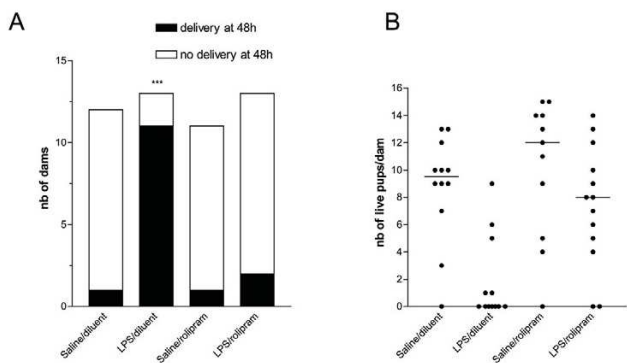 A
delivery at 48h
no delivery at 48h
15
10
5
0
nb of dams
***
Saline/diluent
LPS/diluent
Saline/rolipram
LPS/rolipram
B
16
14
12
10
8
6
4
2
0
nb of live pups/dam
Saline/diluent
LPS/diluent
Saline/rolipram
LPS/rolipram